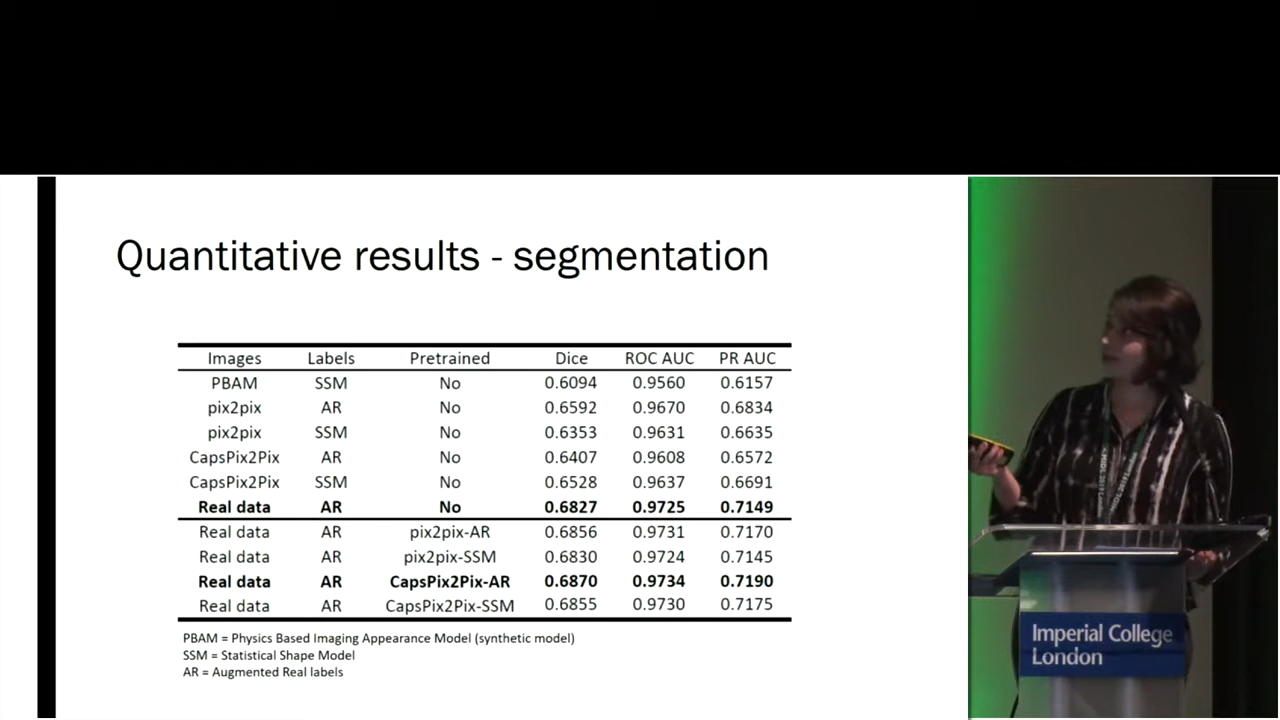 Quantitative results - segmentation
Images Labels Pretrained Dice ROC AUC PR AUC
PBAM SSM No 0.6094 0.9560 0.6157
pix2pix AR No 0.6592 0.9670 0.6834
pix2pix SSM No 0.6353 0.9631 0.6635
CapsPix2Pix AR No 0.6407 0.9608 0.6572
CapsPix2Pix SSM No 0.6528 0.9637 0.6691
Real data AR No 0.6827 0.9725 0.7149
Real data AR pix2pix-AR 0.6856 0.9731 0.7170
Real data AR pix2pix-SSM 0.6830 0.9724 0.7145
Real data AR CapsPix2Pix-AR 0.6870 0.9734 0.7190
Real data AR CapsPix2Pix-SSM 0.6855 0.9730 0.7175
PBAM = Physics Based Imaging Appearance Model (synthetic model)
SSM = Statistical Shape Model
AR = Augmented Real labels
Imperial College
London